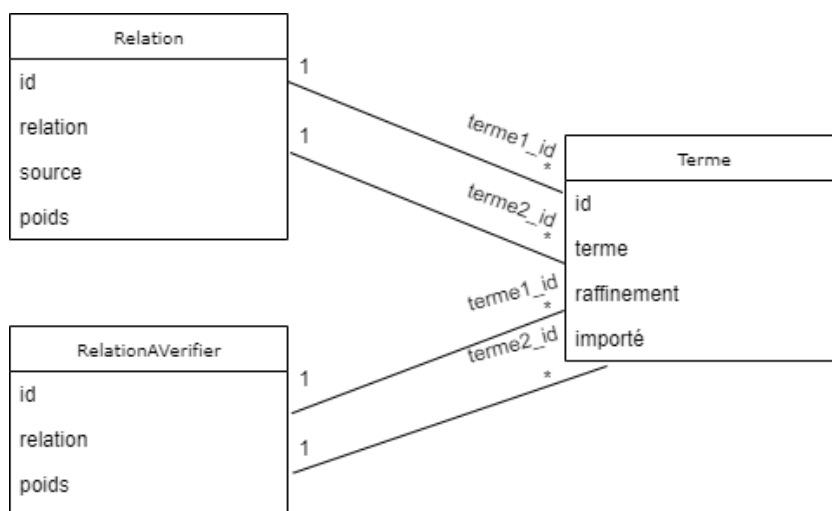 Relation
id
relation
source
poids
1
1
terme1_id
*
terme2_id
*
Terme
id
terme
raffinement
importé
terme1_id
*
terme2_id
*
RelationAVerifier
id
relation
poids
1
1